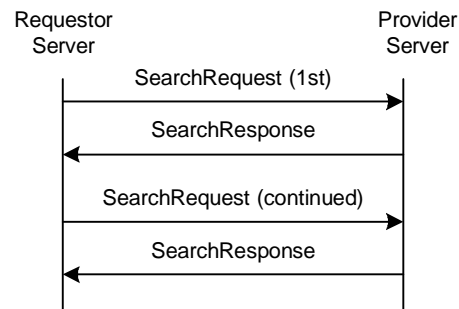 Requestor
Server
Provider
Server
SearchRequest (1st)
SearchResponse
SearchRequest (continued)
SearchResponse